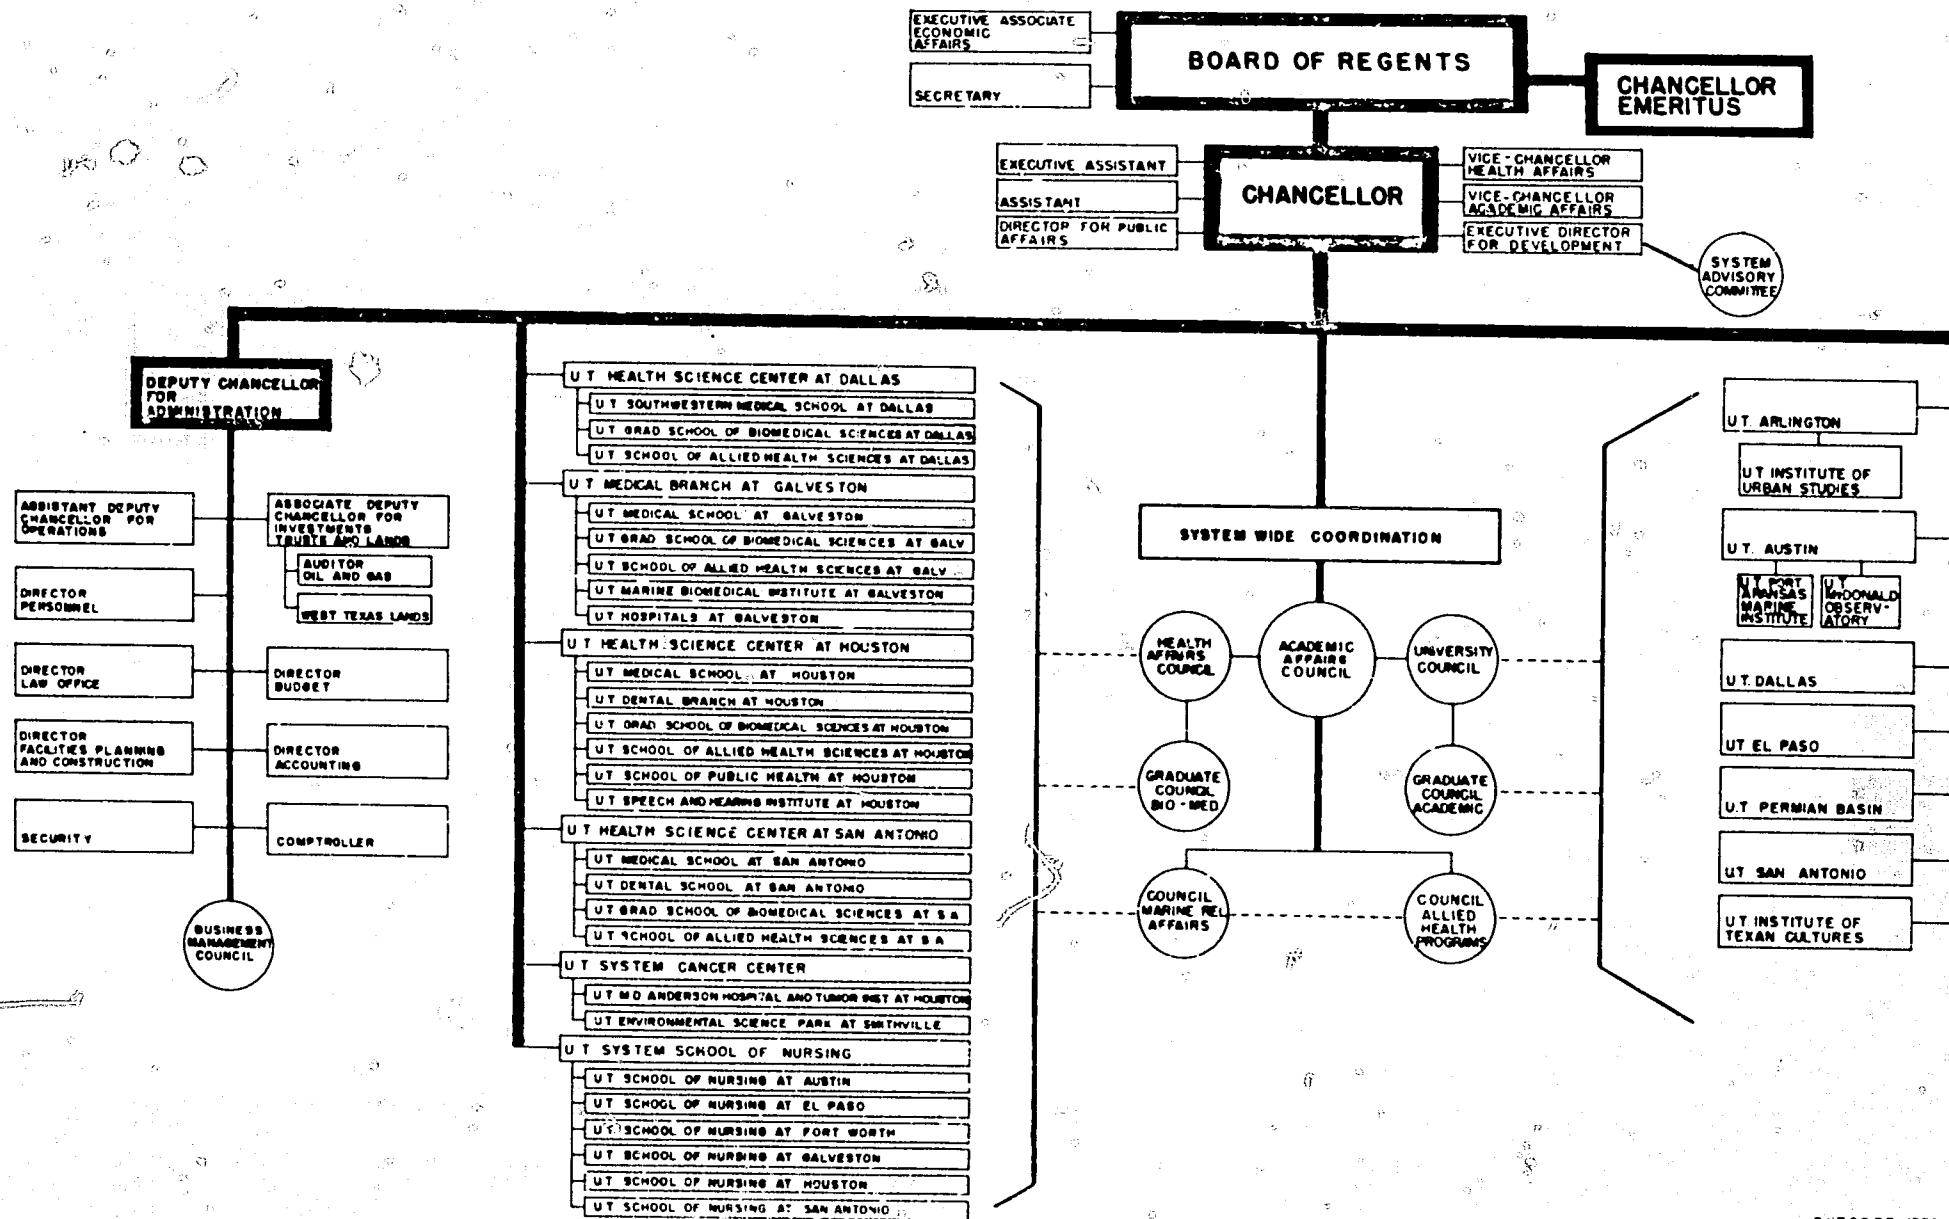 EXECUTIVE ASSOCIATE
ECONOMIC
AFFAIRS
SECRETARY
BOARD OF REGENTS
CHANCELLOR
EMERITUS
EXECUTIVE ASSISTANT
ASSISTANT
DIRECTOR FOR PUBLIC
AFFAIRS
CHANCELLOR
VICE-CHANCELLOR
HEALTH AFFAIRS
VICE-CHANCELLOR
ACADEMIC AFFAIRS
EXECUTIVE DIRECTOR
FOR DEVELOPMENT
SYSTEM
ADVISORY
COMMITTEE
DEPUTY CHANCELLOR
FOR
ADMINISTRATION
ASSISTANT DEPUTY
CHANCELLOR FOR
OPERATIONS
ASSOCIATE DEPUTY
CHANCELLOR FOR
INVESTMENTS
TRUSTS AND LANDS
AUDITOR
OIL AND GAS
WEST TEXAS LANDS
DIRECTOR
PERSONNEL
DIRECTOR
LAW OFFICE
DIRECTOR
BUDGET
DIRECTOR
FACILITIES PLANNING
AND CONSTRUCTION
DIRECTOR
ACCOUNTING
SECURITY
COMPTROLLER
BUSINESS
MANAGEMENT
COUNCIL
U T HEALTH SCIENCE CENTER AT DALLAS
U T SOUTHWESTERN MEDICAL SCHOOL AT DALLAS
U T GRAD SCHOOL OF BIOMEDICAL SCIENCES AT DALLAS
U T SCHOOL OF ALLIED HEALTH SCIENCES AT DALLAS
U T MEDICAL BRANCH AT GALVESTON
U T MEDICAL SCHOOL AT GALVESTON
U T GRAD SCHOOL OF BIOMEDICAL SCIENCES AT GALV
U T SCHOOL OF ALLIED HEALTH SCIENCES AT GALV
U T MARINE BIOMEDICAL INSTITUTE AT GALVESTON
U T HOSPITALS AT GALVESTON
U T HEALTH SCIENCE CENTER AT HOUSTON
U T MEDICAL SCHOOL AT HOUSTON
U T DENTAL BRANCH AT HOUSTON
U T GRAD SCHOOL OF BIOMEDICAL SCIENCES AT HOUSTON
U T SCHOOL OF ALLIED HEALTH SCIENCES AT HOUSTON
U T SCHOOL OF PUBLIC HEALTH AT HOUSTON
U T SPEECH AND HEARING INSTITUTE AT HOUSTON
U T HEALTH SCIENCE CENTER AT SAN ANTONIO
U T MEDICAL SCHOOL AT SAN ANTONIO
U T DENTAL SCHOOL AT SAN ANTONIO
U T GRAD SCHOOL OF BIOMEDICAL SCIENCES AT S A
U T SCHOOL OF ALLIED HEALTH SCIENCES AT S A
U T SYSTEM CANCER CENTER
U T M D ANDERSON HOSPITAL AND TUMOR INST AT HOUSTON
U T ENVIRONMENTAL SCIENCE PARK AT SMITHVILLE
U T SYSTEM SCHOOL OF NURSING
U T SCHOOL OF NURSING AT AUSTIN
U T SCHOOL OF NURSING AT EL PASO
U T SCHOOL OF NURSING AT FORT WORTH
U T SCHOOL OF NURSING AT GALVESTON
U T SCHOOL OF NURSING AT HOUSTON
U T SCHOOL OF NURSING AT SAN ANTONIO
SYSTEM WIDE COORDINATION
HEALTH
AFFAIRS
COUNCIL
ACADEMIC
AFFAIRS
COUNCIL
UNIVERSITY
COUNCIL
GRADUATE
COUNCIL
BIO-MED
GRADUATE
COUNCIL
ACADEMIC
COUNCIL
MARINE REL
AFFAIRS
COUNCIL
ALLIED
HEALTH
PROGRAMS
U T. ARLINGTON
U T INSTITUTE OF
URBAN STUDIES
U T. AUSTIN
U T PORT
ARANSAS
MARINE
INSTITUTE
U T
McDONALD
OBSERV-
ATORY
U T. DALLAS
U T EL PASO
U.T PERMIAN BASIN
U.T SAN ANTONIO
U.T INSTITUTE OF
TEXAN CULTURES